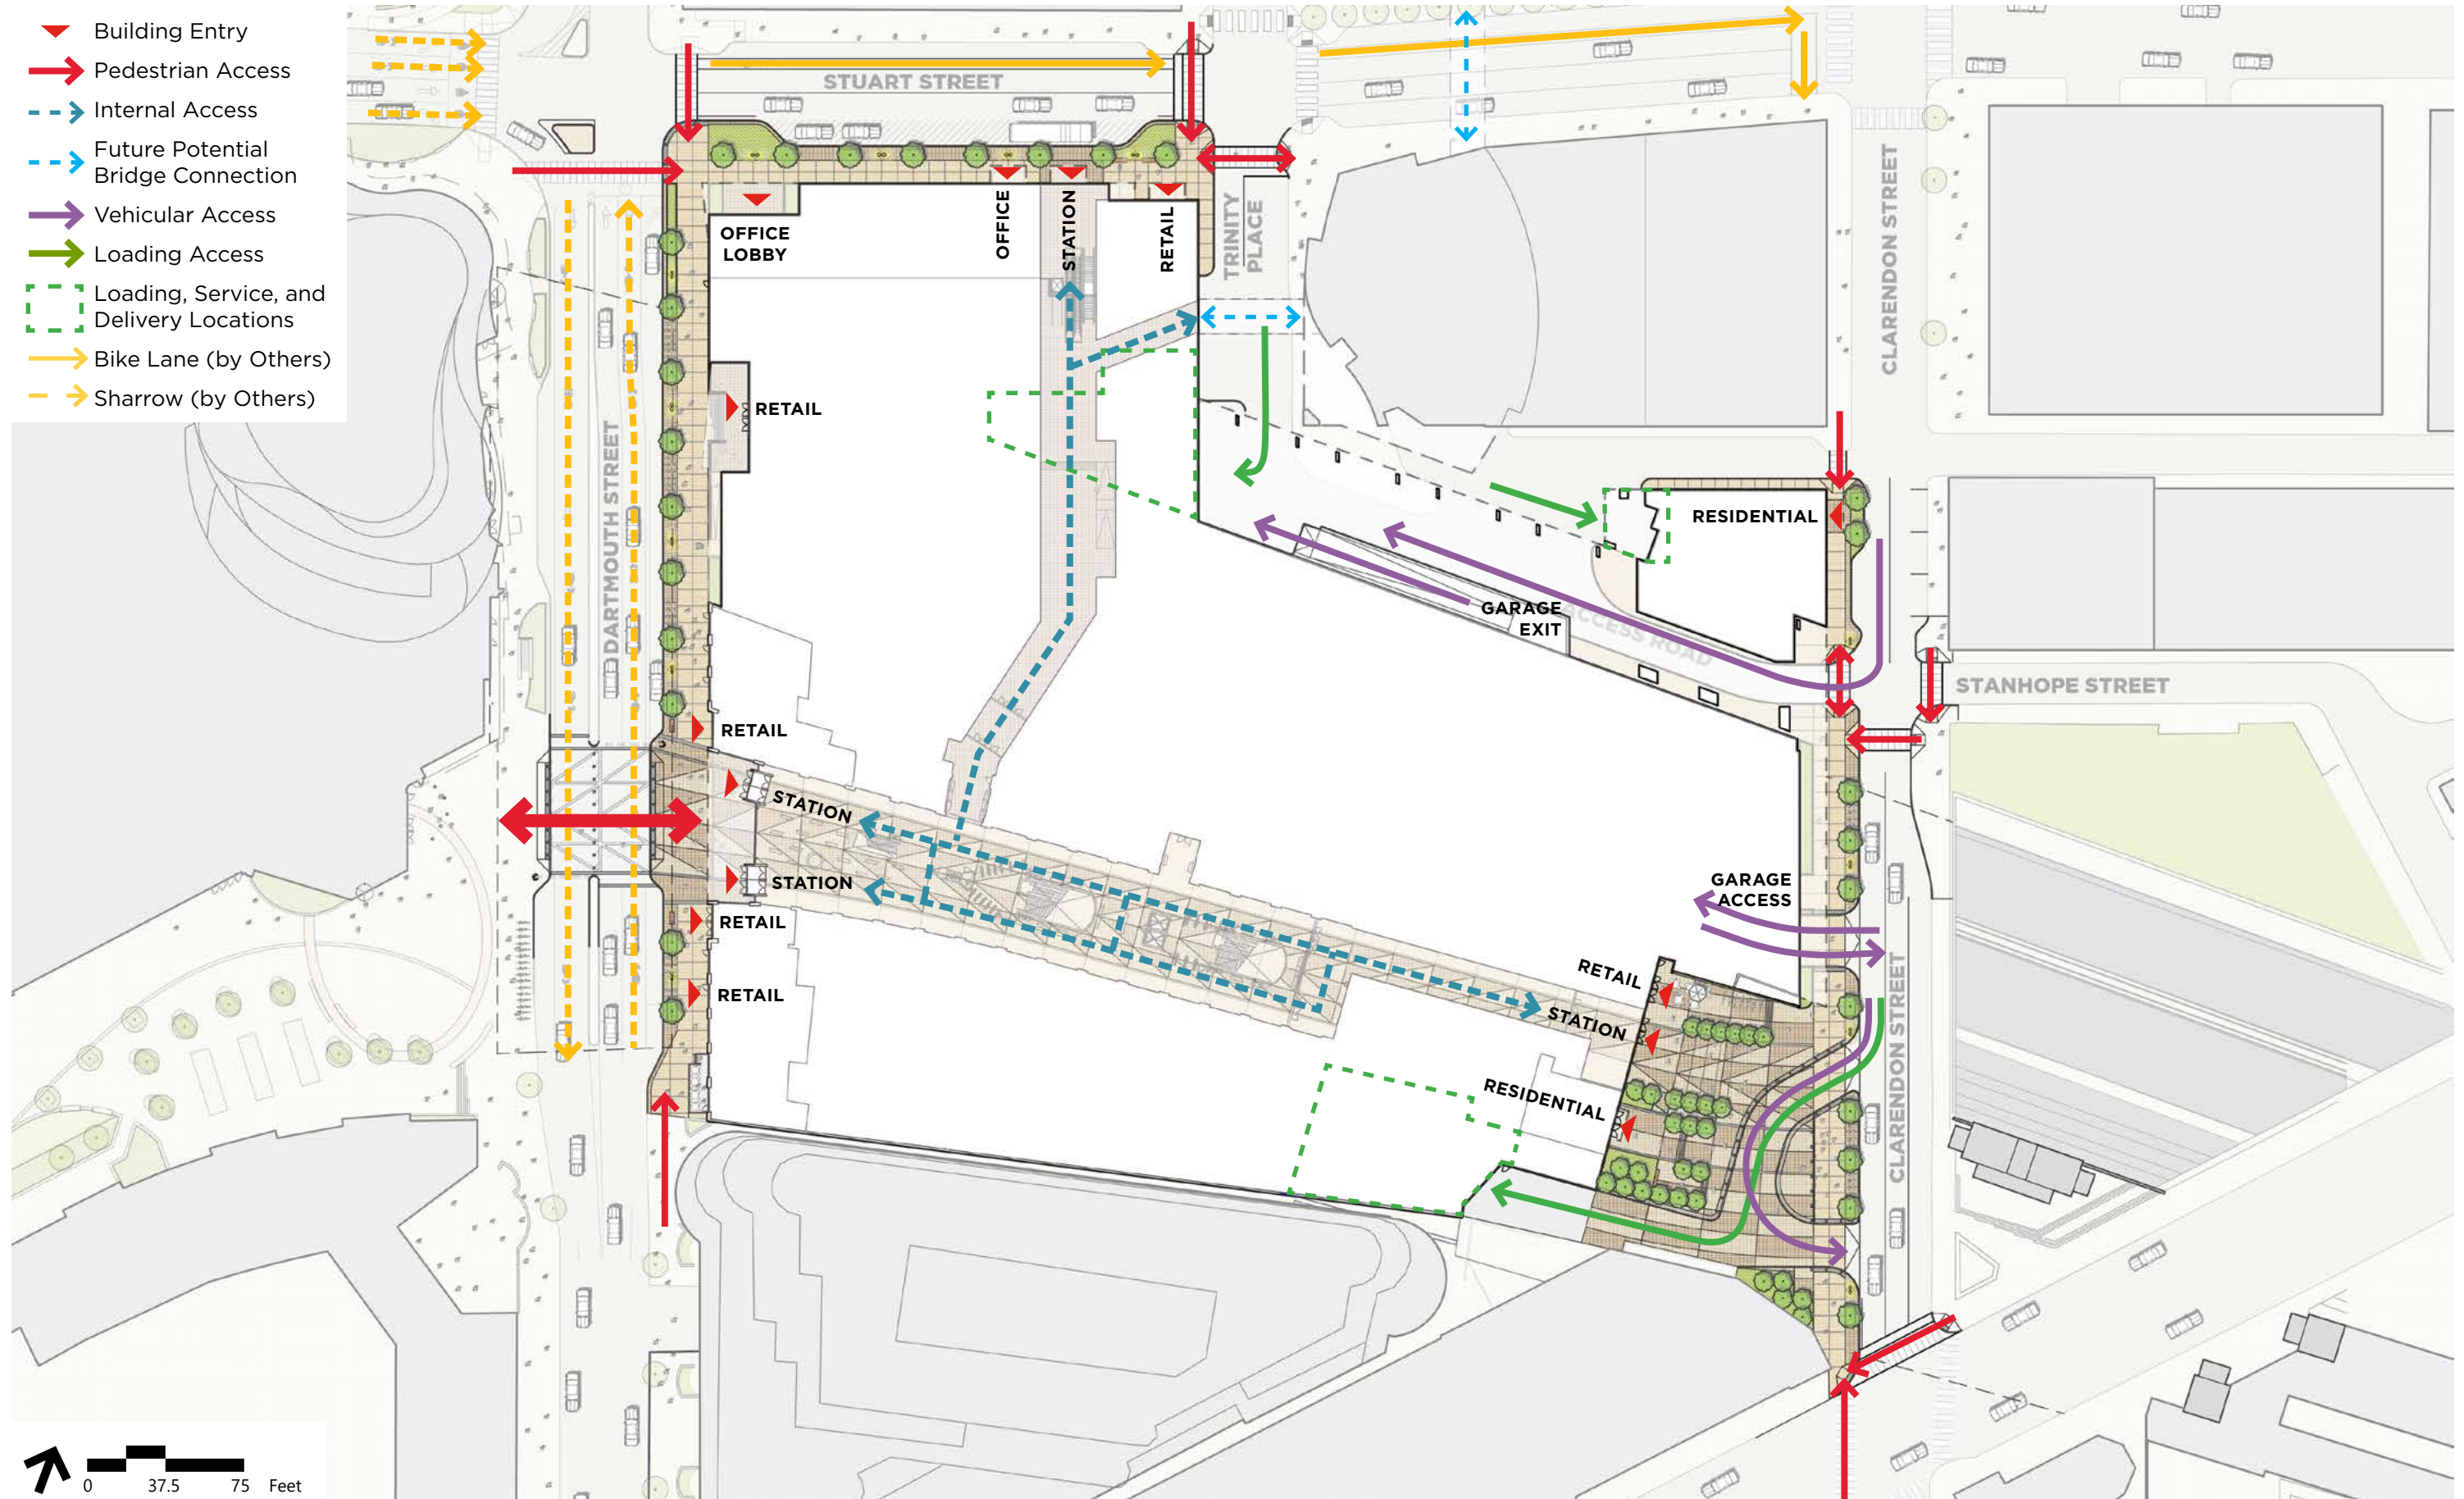 Building Entry
Pedestrian Access
Internal Access
Future Potential
Bridge Connection
Vehicular Access
Loading Access
Loading, Service, and
Delivery Locations
Bike Lane (by Others)
Sharrow (by Others)
STUART STREET
OFFICE
LOBBY
OFFICE
STATION
RETAIL
TRINITY
PLACE
CLARENDON STREET
RETAIL
DARTMOUTH STREET
RESIDENTIAL
GARAGE
EXIT
ACCESS ROAD
STANHOPE STREET
RETAIL
STATION
STATION
GARAGE
ACCESS
RETAIL
RETAIL
RETAIL
STATION
RESIDENTIAL
CLARENDON STREET
0 37.5 75 Feet